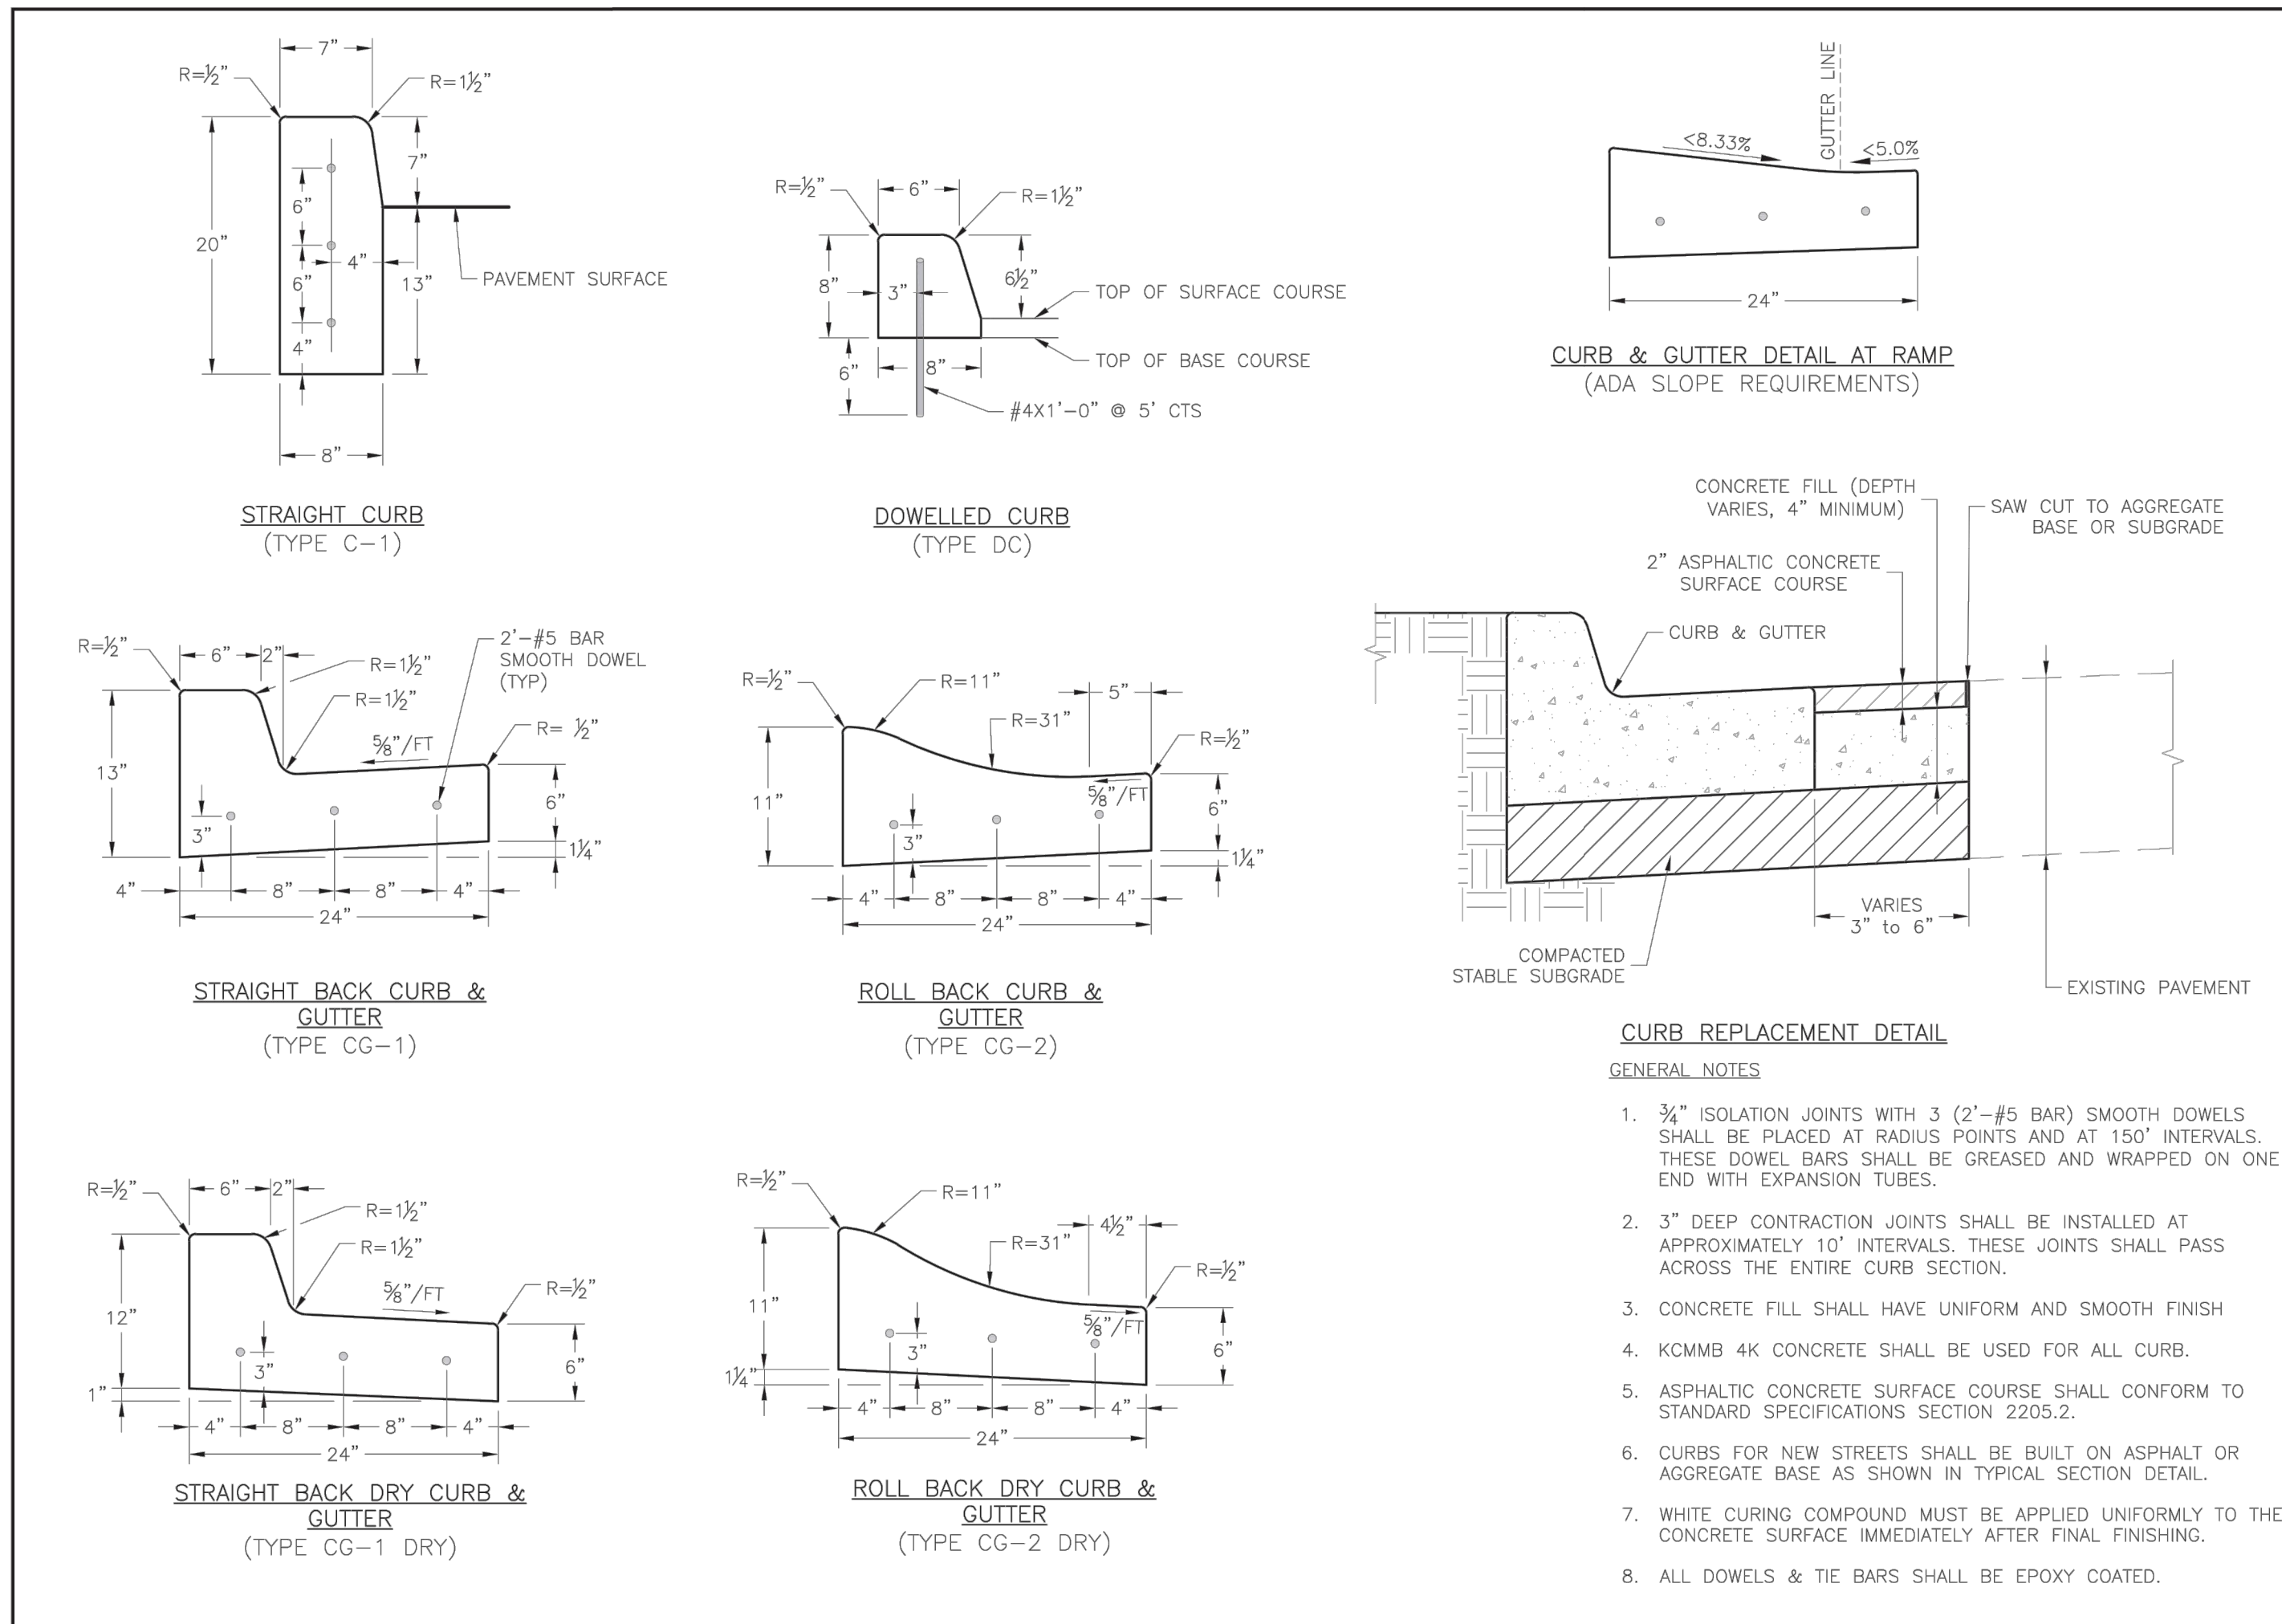 7"
R=½"
R=1½"
7"
6"
20"
4"
6"
13"
PAVEMENT SURFACE
4"
8"
STRAIGHT CURB
(TYPE C-1)
R=½"
6"
R=1½"
8"
3"
6½"
TOP OF SURFACE COURSE
TOP OF BASE COURSE
6"
8"
#4X1'-0" @ 5' CTS
DOWELLED CURB
(TYPE DC)
GUTTER LINE
<8.33%
<5.0%
24"
CURB & GUTTER DETAIL AT RAMP
(ADA SLOPE REQUIREMENTS)
R=½"
6"
2"
R=1½"
R=1½"
2'-#5 BAR
SMOOTH DOWEL
(TYP)
R= ½"
⅝"/FT
13"
6"
3"
1¼"
4"
8"
8"
4"
24"
STRAIGHT BACK CURB &
GUTTER
(TYPE CG-1)
R=½"
R=11"
5"
R=31"
R=½"
11"
⅝"/FT
6"
3"
1¼"
4"
8"
8"
4"
24"
ROLL BACK CURB &
GUTTER
(TYPE CG-2)
CONCRETE FILL (DEPTH
VARIES, 4" MINIMUM)
SAW CUT TO AGGREGATE
BASE OR SUBGRADE
2" ASPHALTIC CONCRETE
SURFACE COURSE
CURB & GUTTER
VARIES
3" to 6"
COMPACTED
STABLE SUBGRADE
EXISTING PAVEMENT
CURB REPLACEMENT DETAIL
R=½"
6"
2"
R=1½"
R=1½"
⅝"/FT
R=½"
12"
3"
6"
1"
4"
8"
8"
4"
24"
STRAIGHT BACK DRY CURB &
GUTTER
(TYPE CG-1 DRY)
R=½"
R=11"
4½"
R=31"
R=½"
11"
⅝"/FT
3"
6"
1¼"
4"
8"
8"
4"
24"
ROLL BACK DRY CURB &
GUTTER
(TYPE CG-2 DRY)
GENERAL NOTES
1. ¾" ISOLATION JOINTS WITH 3 (2'-#5 BAR) SMOOTH DOWELS
SHALL BE PLACED AT RADIUS POINTS AND AT 150' INTERVALS.
THESE DOWEL BARS SHALL BE GREASED AND WRAPPED ON ONE
END WITH EXPANSION TUBES.
2. 3" DEEP CONTRACTION JOINTS SHALL BE INSTALLED AT
APPROXIMATELY 10' INTERVALS. THESE JOINTS SHALL PASS
ACROSS THE ENTIRE CURB SECTION.
3. CONCRETE FILL SHALL HAVE UNIFORM AND SMOOTH FINISH
4. KCMMB 4K CONCRETE SHALL BE USED FOR ALL CURB.
5. ASPHALTIC CONCRETE SURFACE COURSE SHALL CONFORM TO
STANDARD SPECIFICATIONS SECTION 2205.2.
6. CURBS FOR NEW STREETS SHALL BE BUILT ON ASPHALT OR
AGGREGATE BASE AS SHOWN IN TYPICAL SECTION DETAIL.
7. WHITE CURING COMPOUND MUST BE APPLIED UNIFORMLY TO THE
CONCRETE SURFACE IMMEDIATELY AFTER FINAL FINISHING.
8. ALL DOWELS & TIE BARS SHALL BE EPOXY COATED.